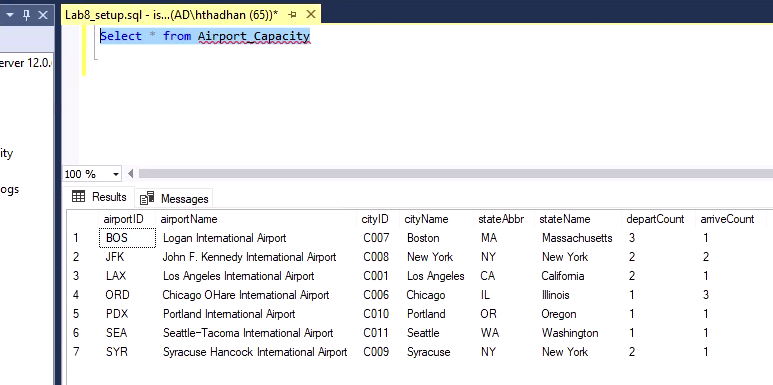 Lab8_setup.sql - is...(AD\hthadhan (65))*
Select * from Airport_Capacity
erver 12.0.
ity
ogs
100 %
Results Messages
airportID airportName cityID cityName stateAbbr stateName departCount arriveCount
1 BOS Logan International Airport C007 Boston MA Massachusetts 3 1
2 JFK John F. Kennedy International Airport C008 New York NY New York 2 2
3 LAX Los Angeles International Airport C001 Los Angeles CA California 2 1
4 ORD Chicago OHare International Airport C006 Chicago IL Illinois 1 3
5 PDX Portland International Airport C010 Portland OR Oregon 1 1
6 SEA Seattle-Tacoma International Airport C011 Seattle WA Washington 1 1
7 SYR Syracuse Hancock International Airport C009 Syracuse NY New York 2 1